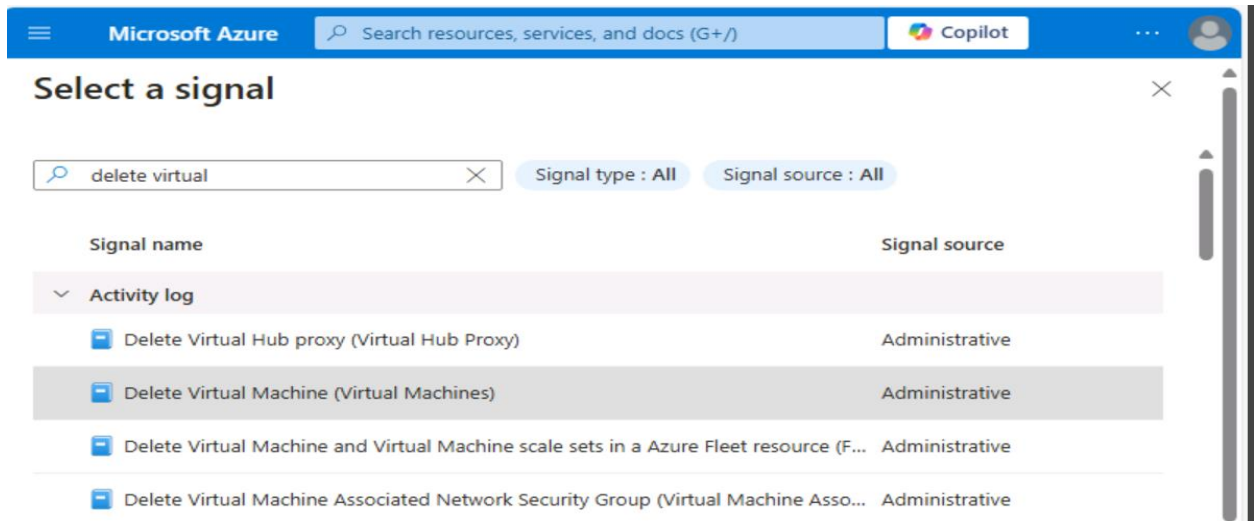 Microsoft Azure Search resources, services, and docs (G+/) Copilot ...
Select a signal
delete virtual Signal type : All Signal source : All
Signal name Signal source
Activity log
Delete Virtual Hub proxy (Virtual Hub Proxy) Administrative
Delete Virtual Machine (Virtual Machines) Administrative
Delete Virtual Machine and Virtual Machine scale sets in a Azure Fleet resource (F... Administrative
Delete Virtual Machine Associated Network Security Group (Virtual Machine Asso... Administrative